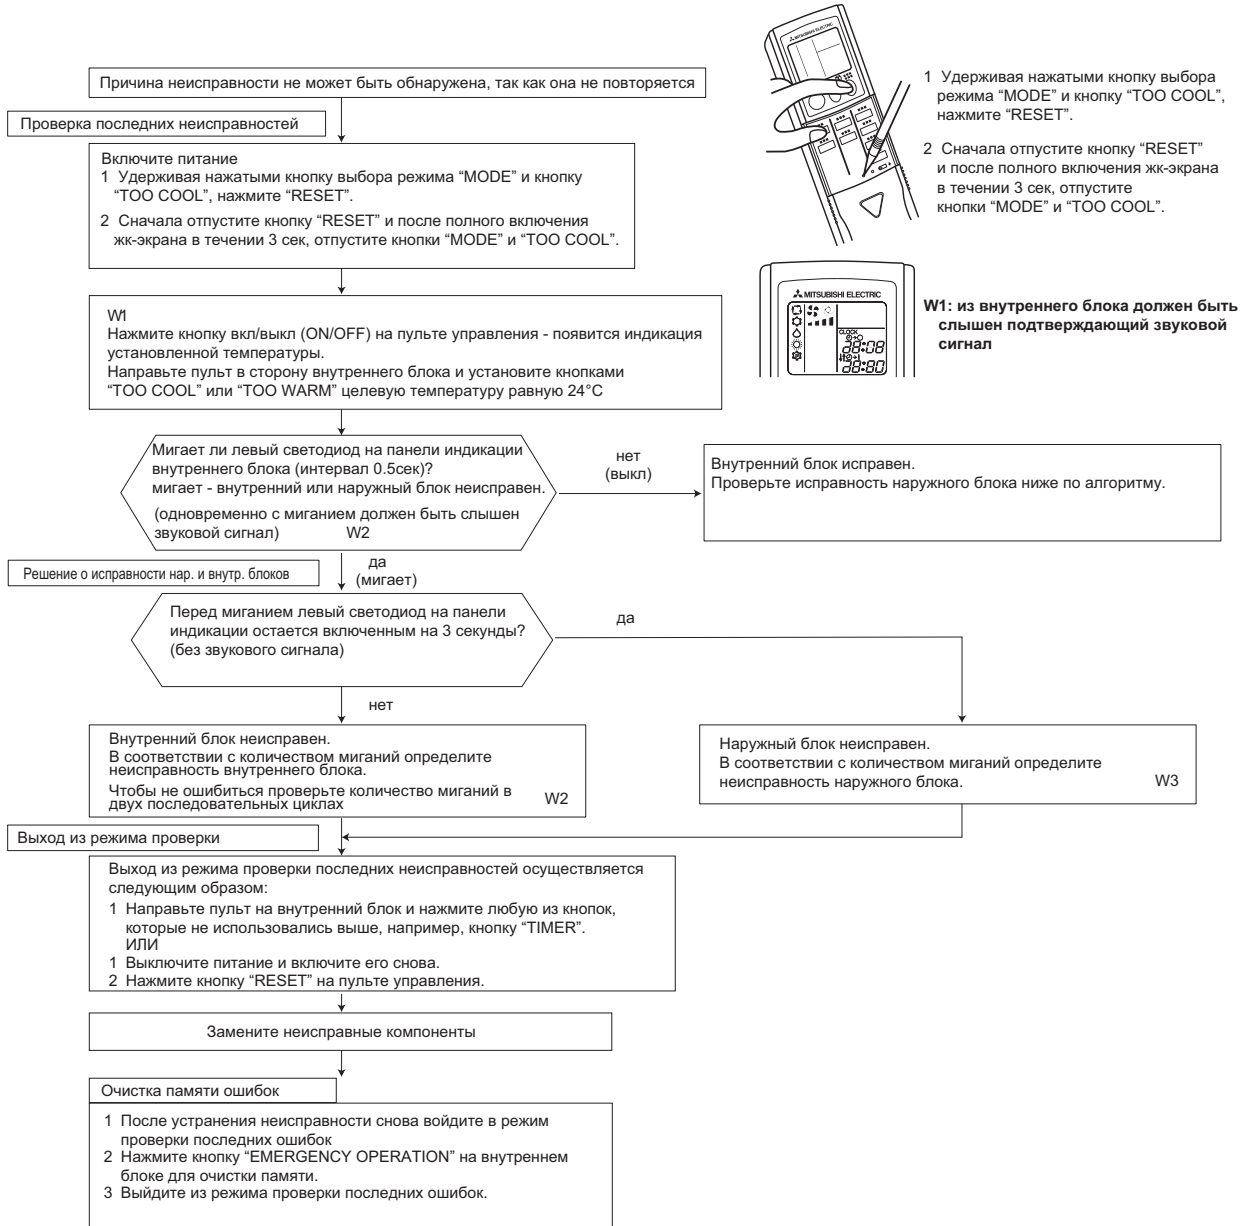 Причина неисправности не может быть обнаружена, так как она не повторяется
Проверка последних неисправностей
Включите питание
1 Удерживая нажатыми кнопку выбора режима “MODE” и кнопку
“TOO COOL”, нажмите “RESET”.
2 Сначала отпустите кнопку “RESET” и после полного включения
жк-экрана в течении 3 сек, отпустите кнопки “MODE” и “TOO COOL”.
MITSUBISHI ELECTRIC
1 Удерживая нажатыми кнопку выбора
режима “MODE” и кнопку “TOO COOL”,
нажмите “RESET”.
2 Сначала отпустите кнопку “RESET”
и после полного включения жк-экрана
в течении 3 сек, отпустите
кнопки “MODE” и “TOO COOL”.
MITSUBISHI ELECTRIC
CLOCK
28:08
28:80
W1: из внутреннего блока должен быть
слышен подтверждающий звуковой
сигнал
W1
Нажмите кнопку вкл/выкл (ON/OFF) на пульте управления - появится индикация
установленной температуры.
Направьте пульт в сторону внутреннего блока и установите кнопками
“TOO COOL” или “TOO WARM” целевую температуру равную 24°C
Мигает ли левый светодиод на панели индикации
внутреннего блока (интервал 0.5сек)?
мигает - внутренний или наружный блок неисправен.
(одновременно с миганием должен быть слышен
звуковой сигнал) W2
нет
(выкл)
Внутренний блок исправен.
Проверьте исправность наружного блока ниже по алгоритму.
да
(мигает)
Решение о исправности нар. и внутр. блоков
Перед миганием левый светодиод на панели
индикации остается включенным на 3 секунды?
(без звукового сигнала)
да
нет
Внутренний блок неисправен.
В соответствии с количеством миганий определите
неисправность внутреннего блока.
Чтобы не ошибиться проверьте количество миганий в
двух последовательных циклах W2
Наружный блок неисправен.
В соответствии с количеством миганий определите
неисправность наружного блока. W3
Выход из режима проверки
Выход из режима проверки последних неисправностей осуществляется
следующим образом:
1 Направьте пульт на внутренний блок и нажмите любую из кнопок,
которые не использовались выше, например, кнопку “TIMER”.
ИЛИ
1 Выключите питание и включите его снова.
2 Нажмите кнопку “RESET” на пульте управления.
Замените неисправные компоненты
Очистка памяти ошибок
1 После устранения неисправности снова войдите в режим
проверки последних ошибок
2 Нажмите кнопку “EMERGENCY OPERATION” на внутреннем
блоке для очистки памяти.
3 Выйдите из режима проверки последних ошибок.